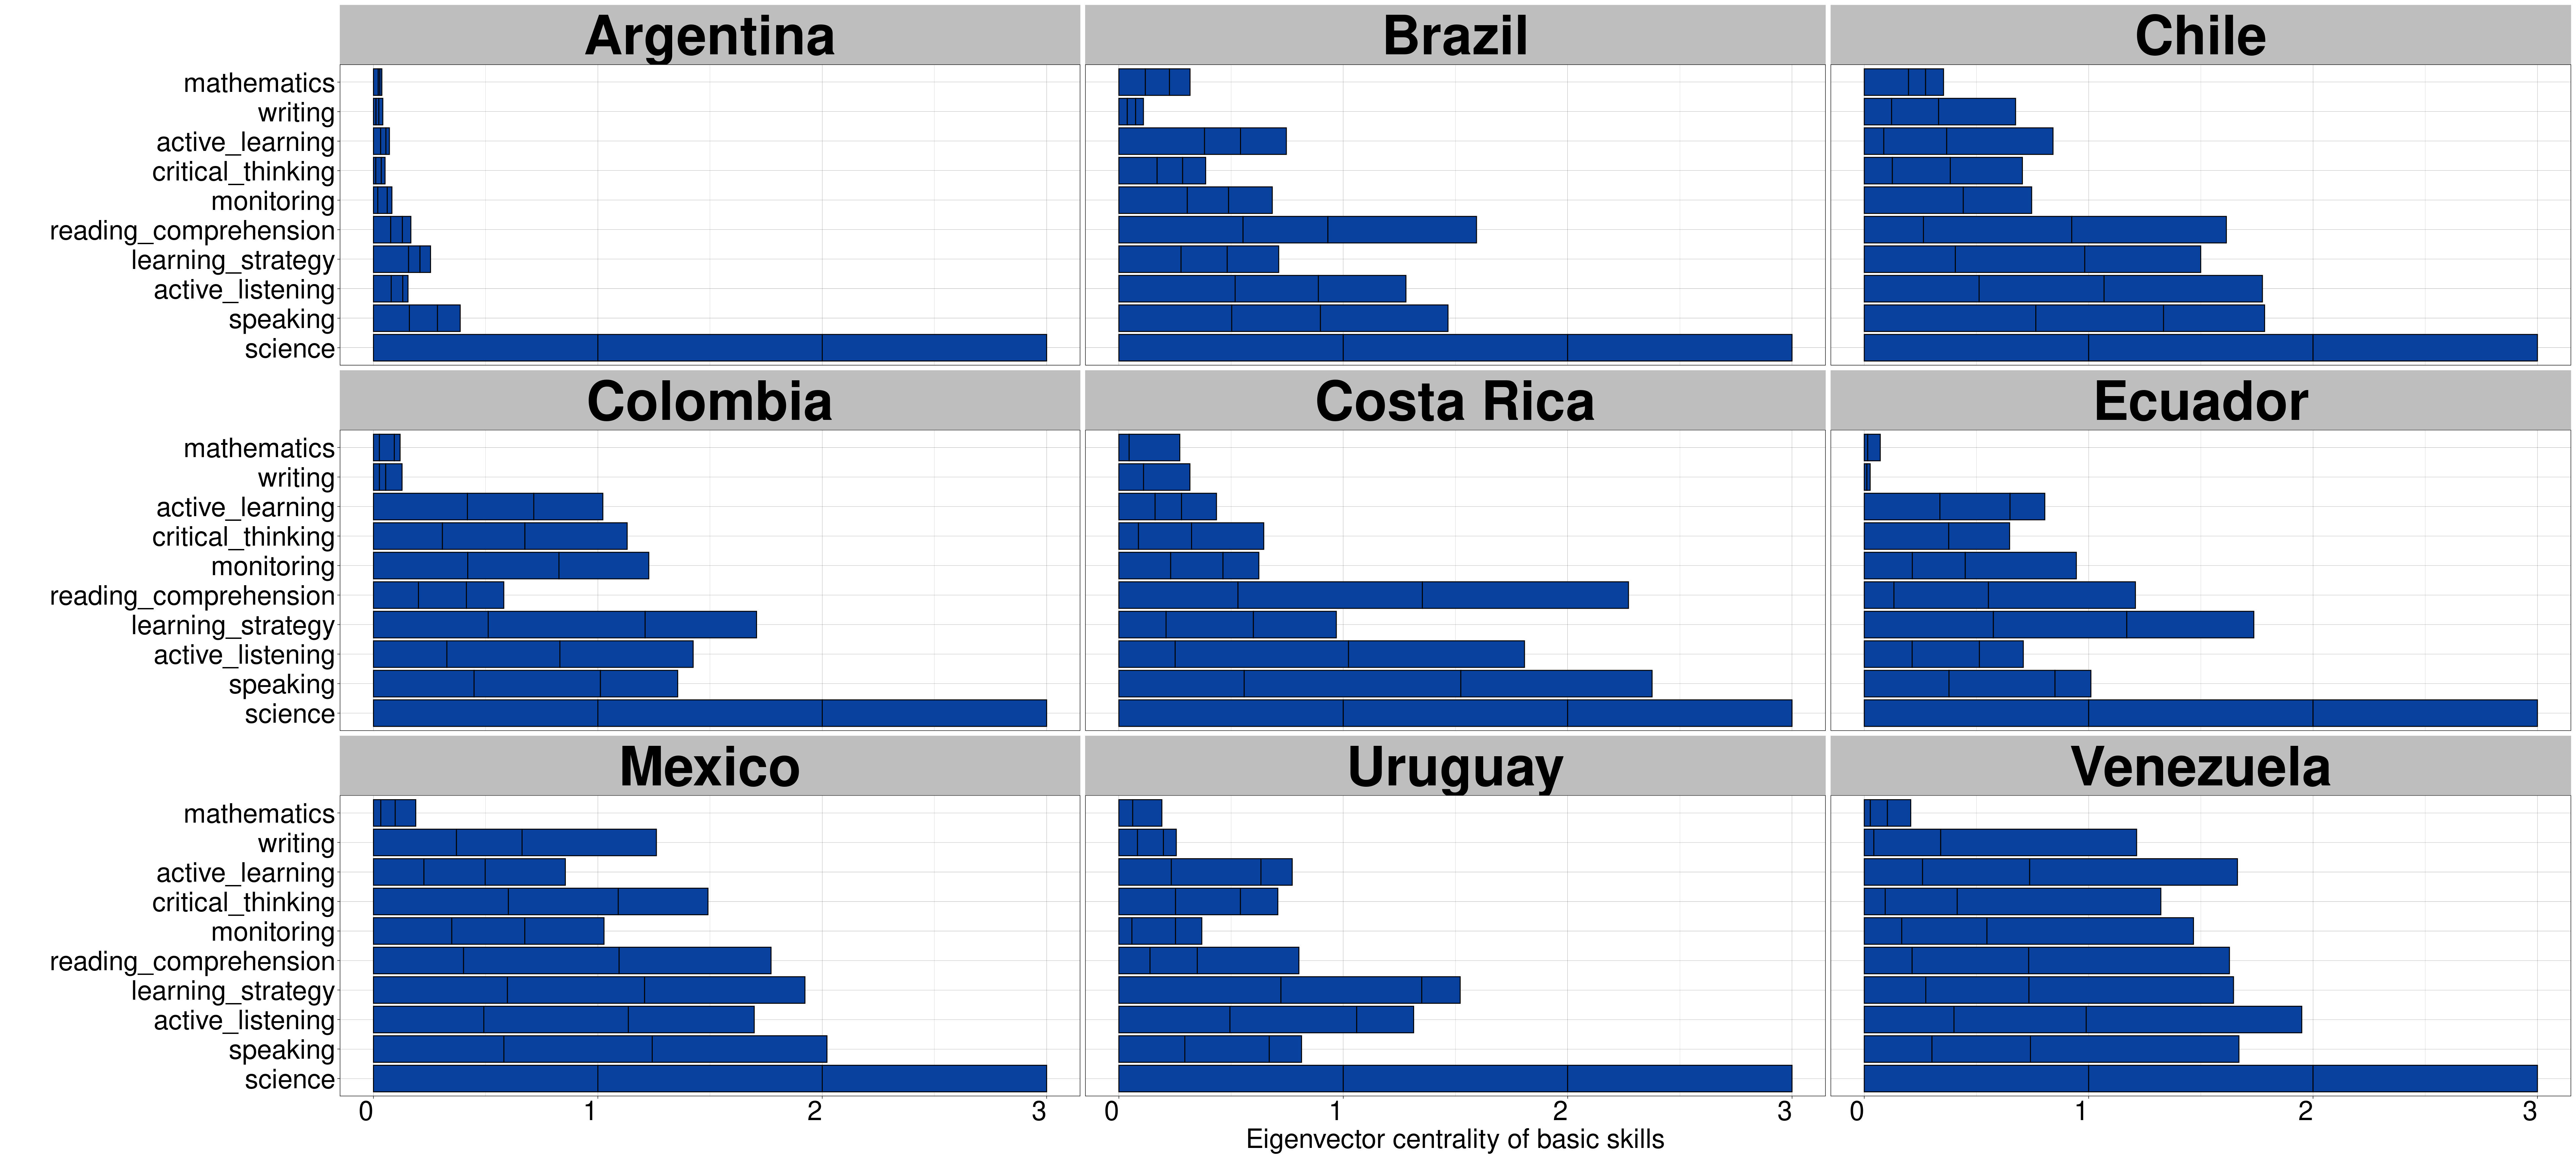 Argentina
Brazil
Chile
mathematics
writing
active_learning
critical_thinking
monitoring
reading_comprehension
learning_strategy
active_listening
speaking
science
Colombia
Costa Rica
Ecuador
mathematics
writing
active_learning
critical_thinking
monitoring
reading_comprehension
learning_strategy
active_listening
speaking
science
Mexico
Uruguay
Venezuela
mathematics
writing
active_learning
critical_thinking
monitoring
reading_comprehension
learning_strategy
active_listening
speaking
science
0 1 2 3 0 1 2 3 0 1 2 3
Eigenvector centrality of basic skills